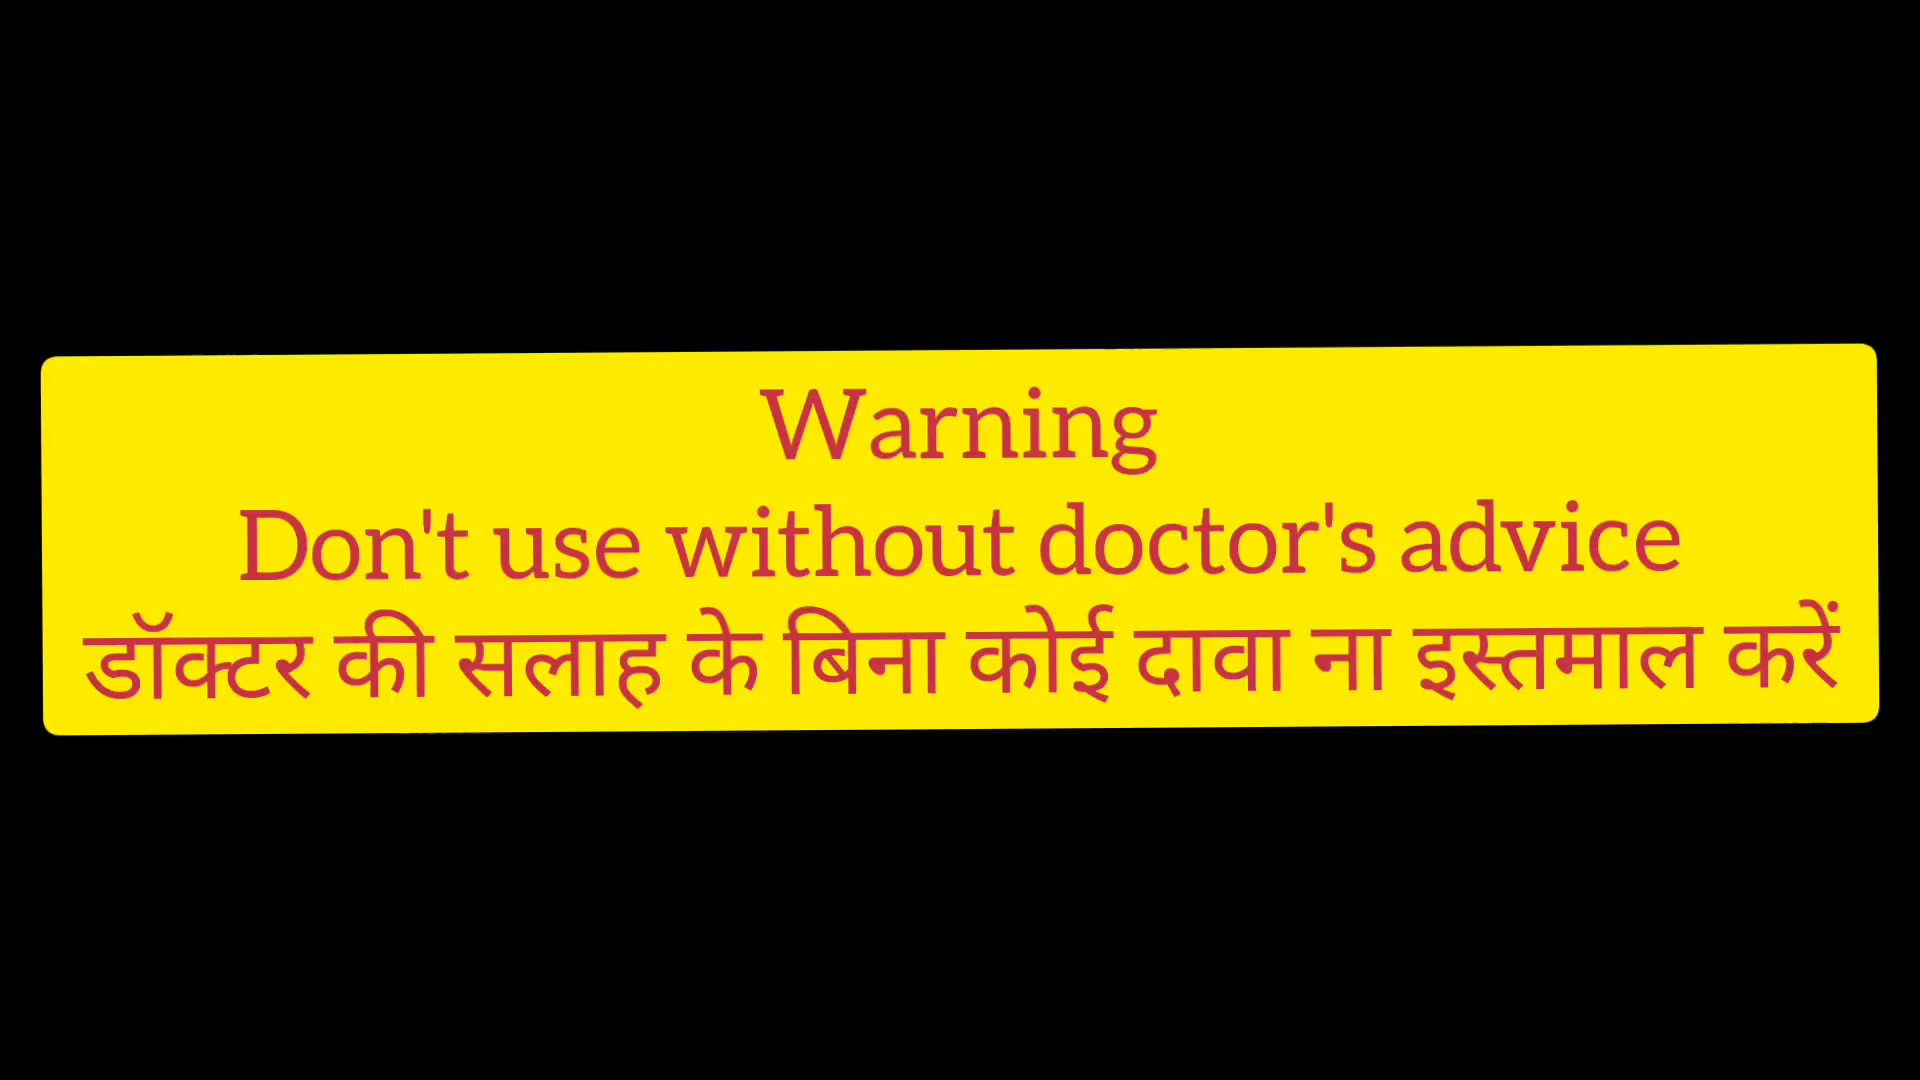 Warning
Don't use without doctor's advice
डॉक्टर की सलाह के बिना कोई दावा ना इस्तमाल करें